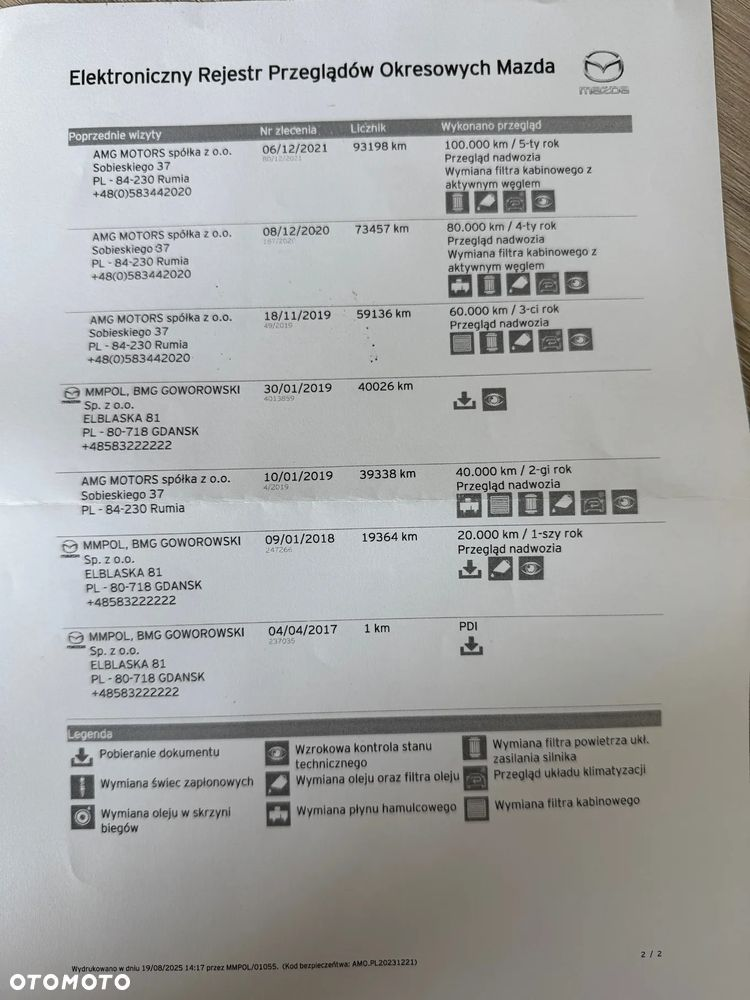 Elektroniczny Rejestr Przeglądów Okresowych Mazda
mazda
Poprzednie wizyty Nr zlecenia Licznik Wykonano przegląd
AMG MOTORS spółka z o.o. 06/12/2021 93198 km 100.000 km / 5-ty rok
80/12/2021
Sobieskiego 37 Przegląd nadwozia
PL - 84-230 Rumia Wymiana filtra kabinowego z
+48(0)583442020 aktywnym węglem
AMG MOTORS spółka z o.o. 08/12/2020 73457 km 80.000 km / 4-ty rok
187/2020
Sobieskiego 37 Przegląd nadwozia
PL - 84-230 Rumia Wymiana filtra kabinowego z
+48(0)583442020 aktywnym węglem
AMG MOTORS spółka z o.o. 18/11/2019 59136 km 60.000 km / 3-ci rok
49/2019
Sobieskiego 37 Przegląd nadwozia
PL - 84-230 Rumia
+48(0)583442020
MMPOL, BMG GOWOROWSKI 30/01/2019 40026 km
4013859
Sp. z o.o.
ELBLASKA 81
PL - 80-718 GDANSK
+48583222222
AMG MOTORS spółka z o.o. 10/01/2019 39338 km 40.000 km / 2-gi rok
4/2019
Sobieskiego 37 Przegląd nadwozia
PL - 84-230 Rumia
MMPOL, BMG GOWOROWSKI 09/01/2018 19364 km 20.000 km / 1-szy rok
247266
Sp. z o.o. Przegląd nadwozia
ELBLASKA 81
PL - 80-718 GDANSK
+48583222222
MMPOL, BMG GOWOROWSKI 04/04/2017 1 km PDI
237035
Sp. z o.o.
ELBLASKA 81
PL - 80-718 GDANSK
+48583222222
Legenda
Pobieranie dokumentu Wzrokowa kontrola stanu technicznego Wymiana filtra powietrza ukł. zasilania silnika
Wymiana świec zapłonowych Wymiana oleju oraz filtra oleju Przegląd układu klimatyzacji
Wymiana oleju w skrzyni biegów Wymiana płynu hamulcowego Wymiana filtra kabinowego
2 / 2
Wydrukowano w dniu 19/08/2025 14:17 przez MMPOL/01055. (Kod bezpieczeństwa: AMO.PL20231221)
OTOMOTO